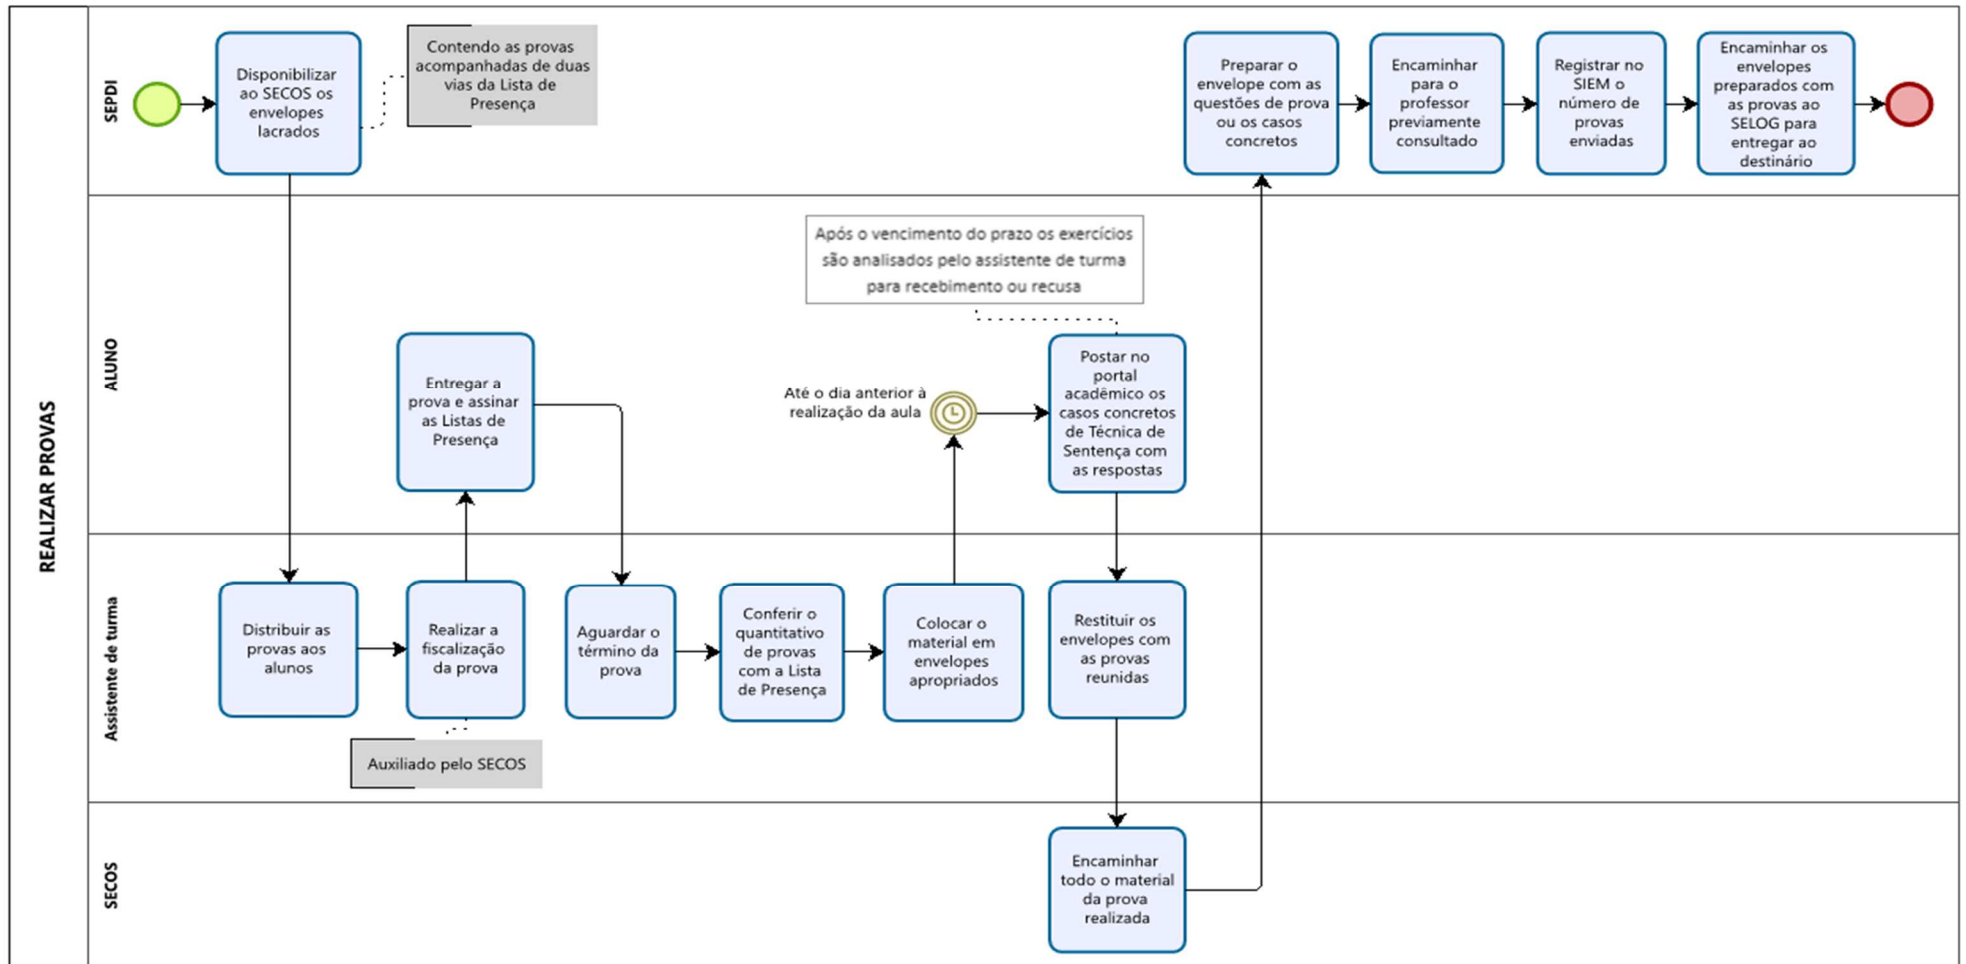 REALIZAR PROVAS
SEPDI
Disponibilizar
ao SECOS os
envelopes
lacrados
Contendo as provas
acompanhadas de duas
vias da Lista de
Presença
Preparar o
envelope com as
questões de prova
ou os casos
concretos
Encaminhar
para o
professor
previamente
consultado
Registrar no
SIEM o
número de
provas
enviadas
Encaminhar os
envelopes
preparados com
as provas ao
SELOG para
entregar ao
destinário
ALUNO
Entregar a
prova e assinar
as Listas de
Presença
Após o vencimento do prazo os exercícios
são analisados pelo assistente de turma
para recebimento ou recusa
Até o dia anterior à
realização da aula
Postar no
portal
acadêmico os
casos concretos
de Técnica de
Sentença com
as respostas
Assistente de turma
Distribuir as
provas aos
alunos
Realizar a
fiscalização
da prova
Auxiliado pelo SECOS
Aguardar o
término da
prova
Conferir o
quantitativo
de provas
com a Lista
de Presença
Colocar o
material em
envelopes
apropriados
Restituir os
envelopes com
as provas
reunidas
SECOS
Encaminhar
todo o material
da prova
realizada